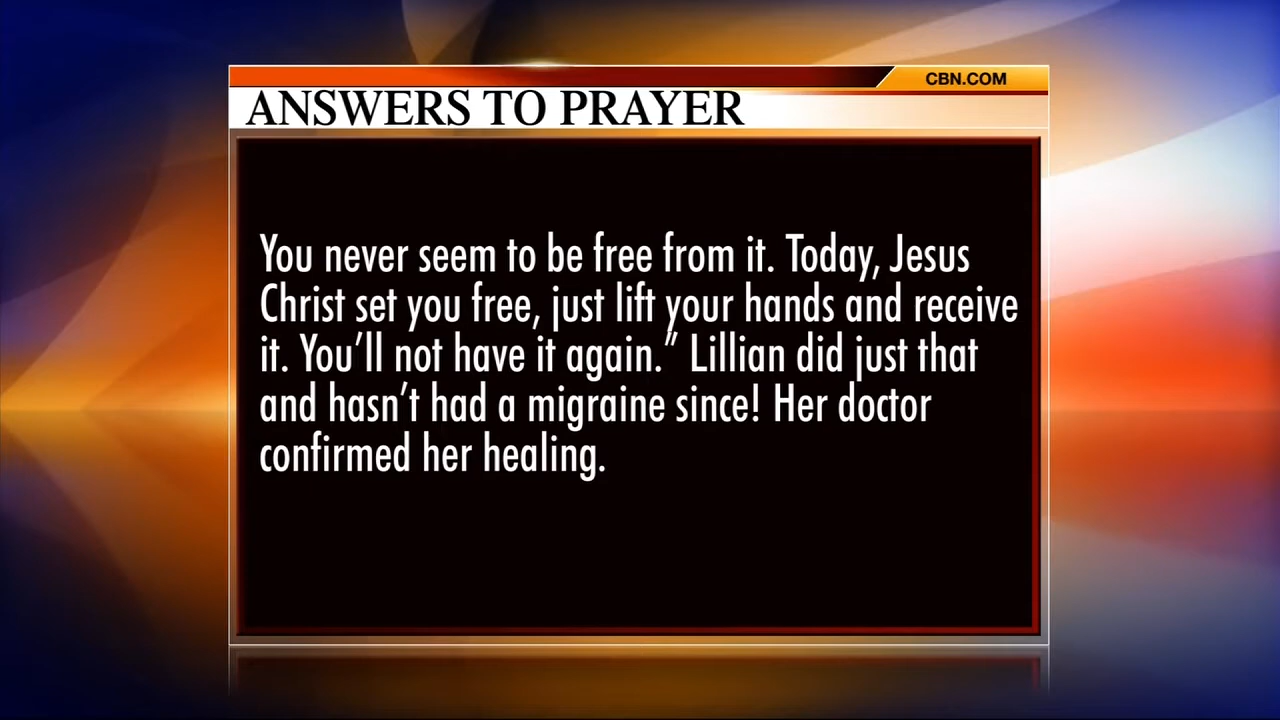 CBN.COM
ANSWERS TO PRAYER
You never seem to be free from it. Today, Jesus
Christ set you free, just lift your hands and receive
it. You’ll not have it again.” Lillian did just that
and hasn’t had a migraine since! Her doctor
confirmed her healing.